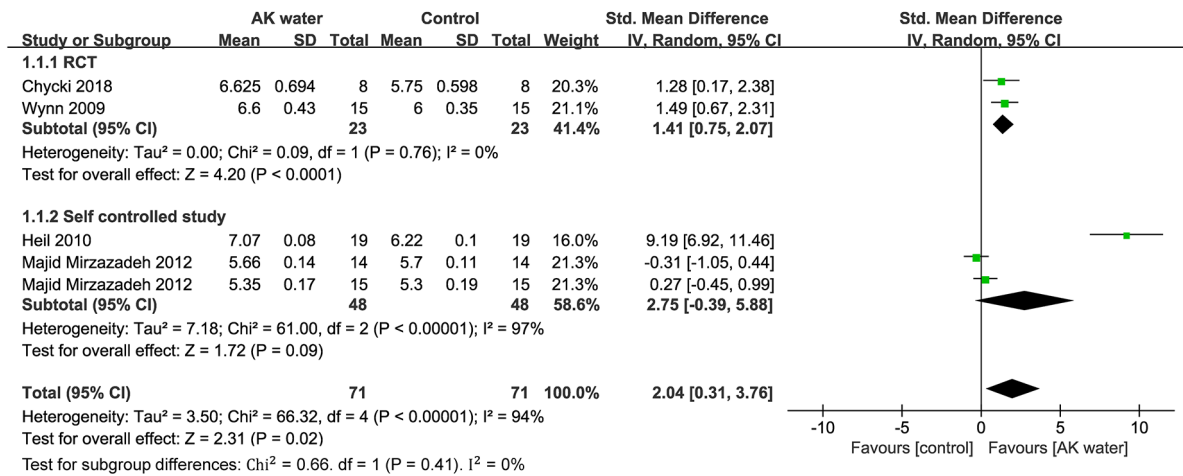 AK water Control Std. Mean Difference Std. Mean Difference
Study or Subgroup Mean SD Total Mean SD Total Weight IV, Random, 95% CI IV, Random, 95% CI
1.1.1 RCT
Chycki 2018 6.625 0.694 8 5.75 0.598 8 20.3% 1.28 [0.17, 2.38]
Wynn 2009 6.6 0.43 15 6 0.35 15 21.1% 1.49 [0.67, 2.31]
Subtotal (95% CI) 23 23 41.4% 1.41 [0.75, 2.07]
Heterogeneity: Tau² = 0.00; Chi² = 0.09, df = 1 (P = 0.76); I² = 0%
Test for overall effect: Z = 4.20 (P < 0.0001)
1.1.2 Self controlled study
Heil 2010 7.07 0.08 19 6.22 0.1 19 16.0% 9.19 [6.92, 11.46]
Majid Mirzazadeh 2012 5.66 0.14 14 5.7 0.11 14 21.3% -0.31 [-1.05, 0.44]
Majid Mirzazadeh 2012 5.35 0.17 15 5.3 0.19 15 21.3% 0.27 [-0.45, 0.99]
Subtotal (95% CI) 48 48 58.6% 2.75 [-0.39, 5.88]
Heterogeneity: Tau² = 7.18; Chi² = 61.00, df = 2 (P < 0.00001); I² = 97%
Test for overall effect: Z = 1.72 (P = 0.09)
Total (95% CI) 71 71 100.0% 2.04 [0.31, 3.76]
Heterogeneity: Tau² = 3.50; Chi² = 66.32, df = 4 (P < 0.00001); I² = 94%
Test for overall effect: Z = 2.31 (P = 0.02)
Test for subgroup differences: Chi² = 0.66. df = 1 (P = 0.41). I² = 0%
-10 -5 0 5 10
Favours [control] Favours [AK water]